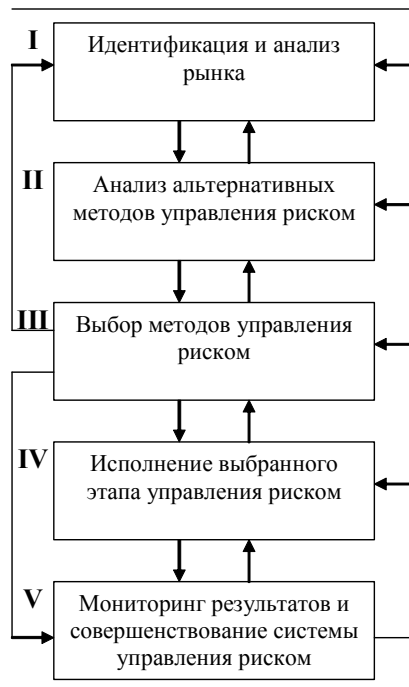 I
Идентификация и анализ
рынка
II
Анализ альтернативных
методов управления риском
III
Выбор методов управления
риском
IV
Исполнение выбранного
этапа управления риском
V
Мониторинг результатов и
совершенствование системы
управления риском